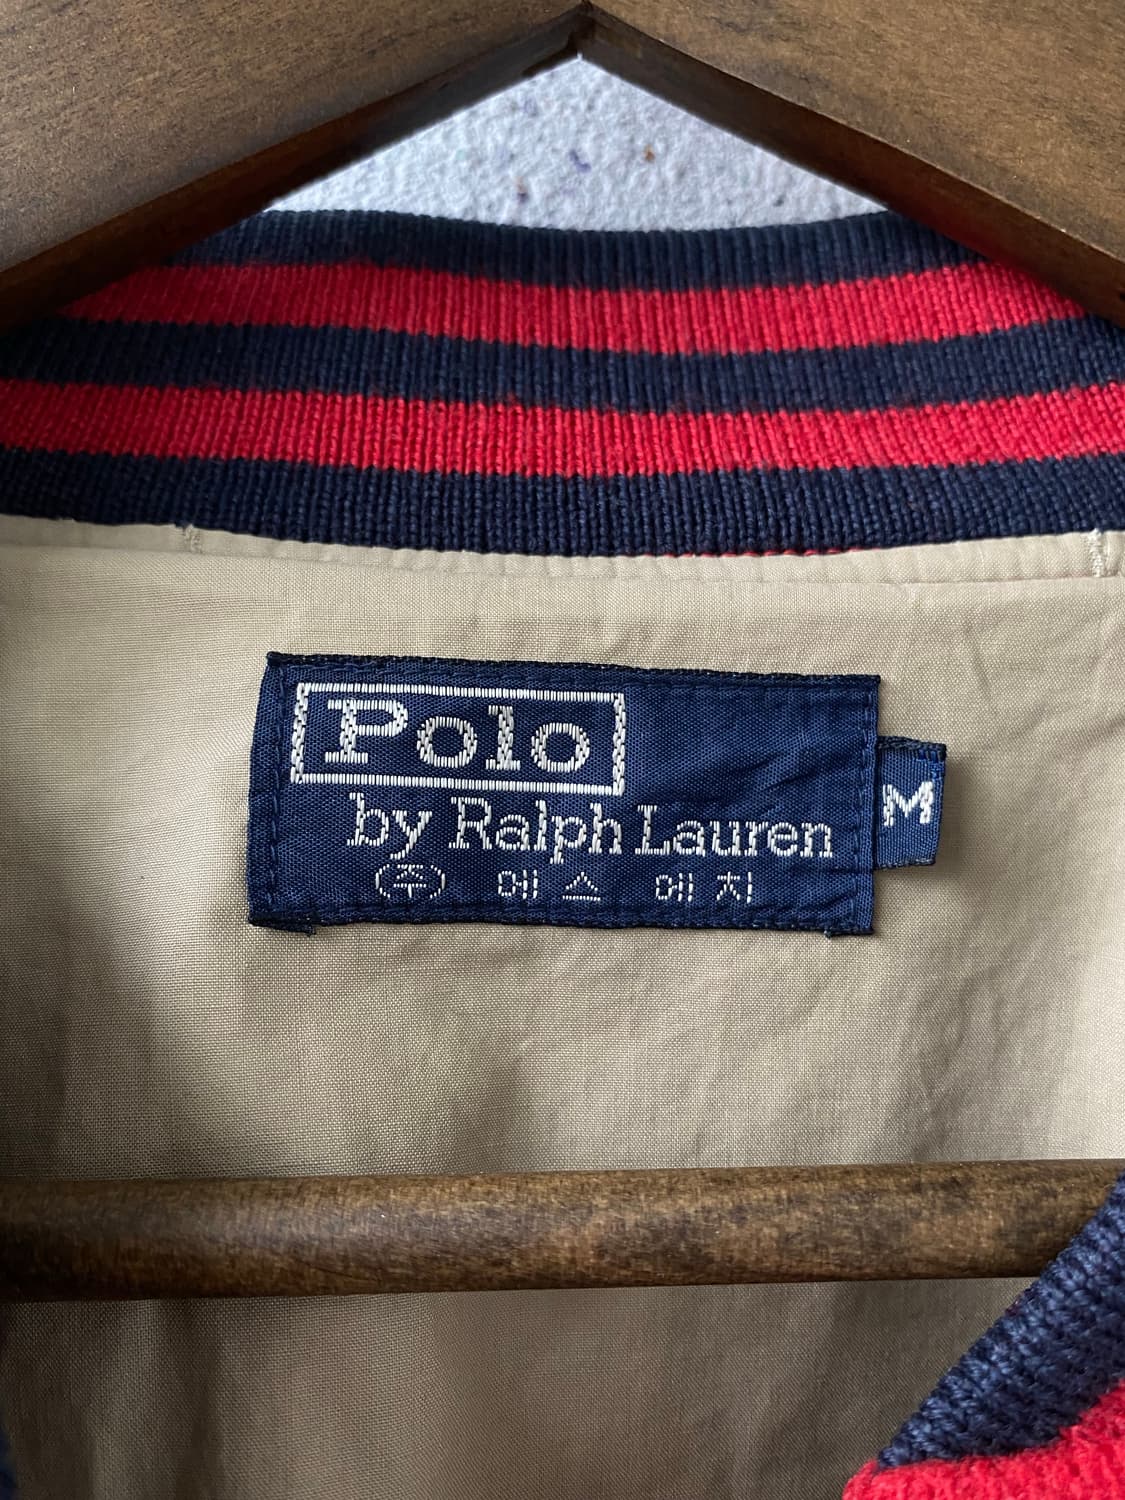 Polo
by Ralph Lauren
㈜ 에스에치
M